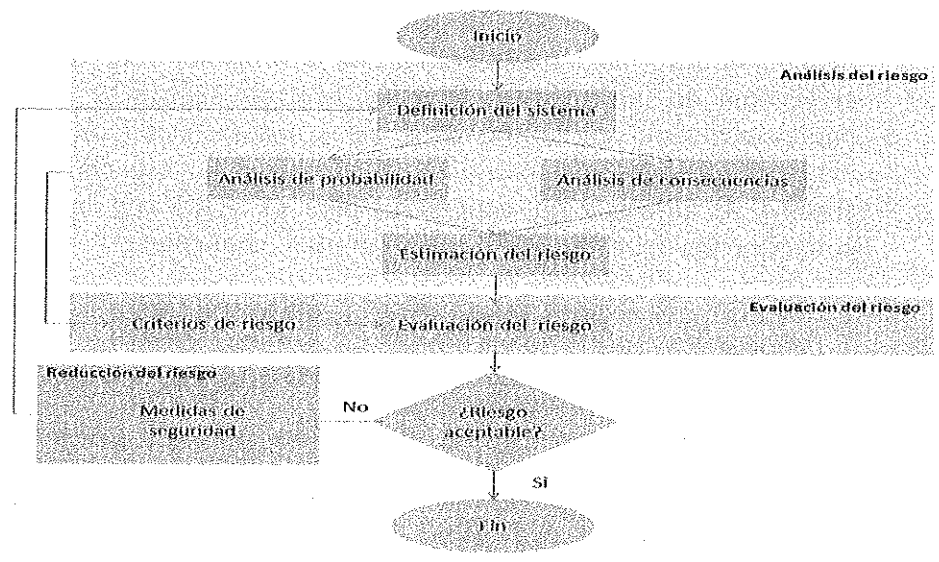 Inicio
Análisis del riesgo
Definición del sistema
Análisis de probabilidad
Análisis de consecuencias
Estimación del riesgo
Evaluación del riesgo
Criterios de riesgo
Evaluación del riesgo
Reducción del riesgo
Medidas de
seguridad
No
¿Riesgo
aceptable?
Si
Fin